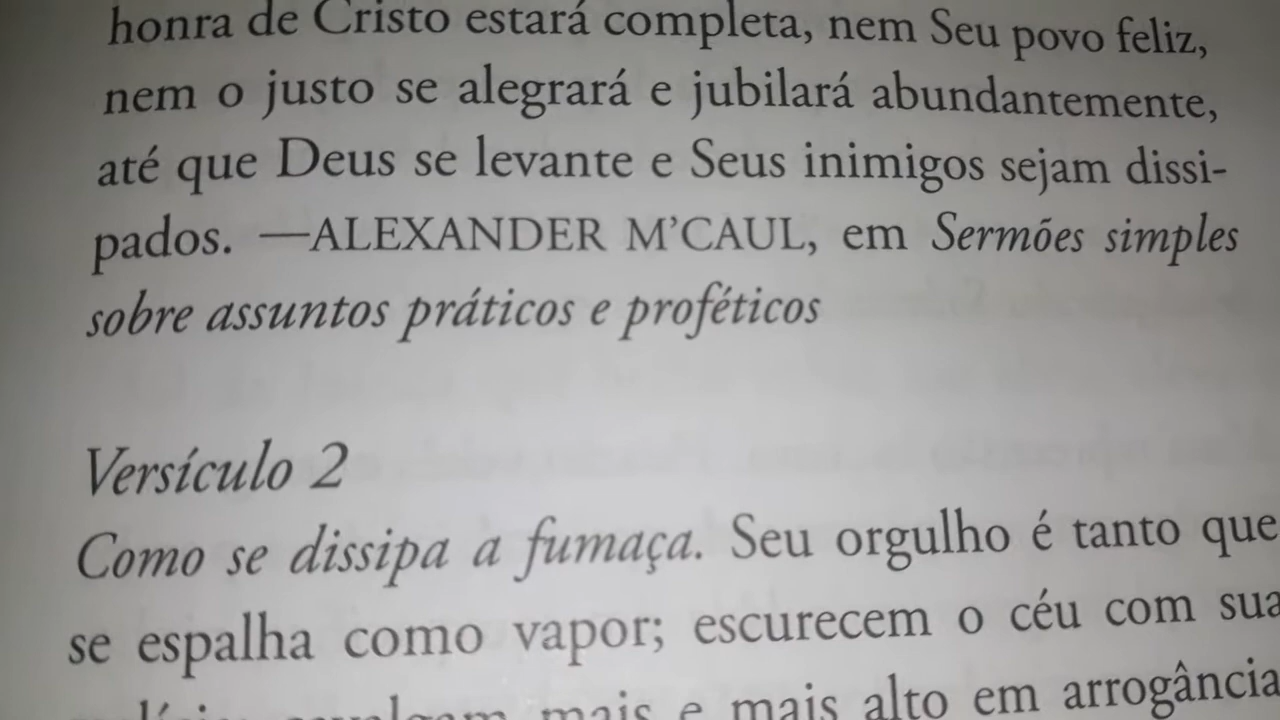 honra de Cristo estará completa, nem Seu povo feliz,
nem o justo se alegrará e jubilará abundantemente,
até que Deus se levante e Seus inimigos sejam dissi-
pados. —ALEXANDER M’CAUL, em Sermões simples
sobre assuntos práticos e proféticos
Versículo 2
Como se dissipa a fumaça. Seu orgulho é tanto que
se espalha como vapor; escurecem o céu com sua
mais e mais alto em arrogância